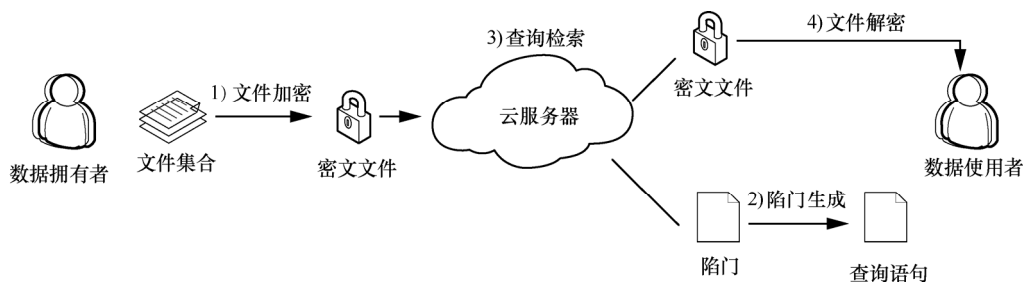 3)查询检索
4)文件解密
1)文件加密
密文文件
云服务器
数据拥有者
文件集合
密文文件
数据使用者
2)陷门生成
陷门
查询语句